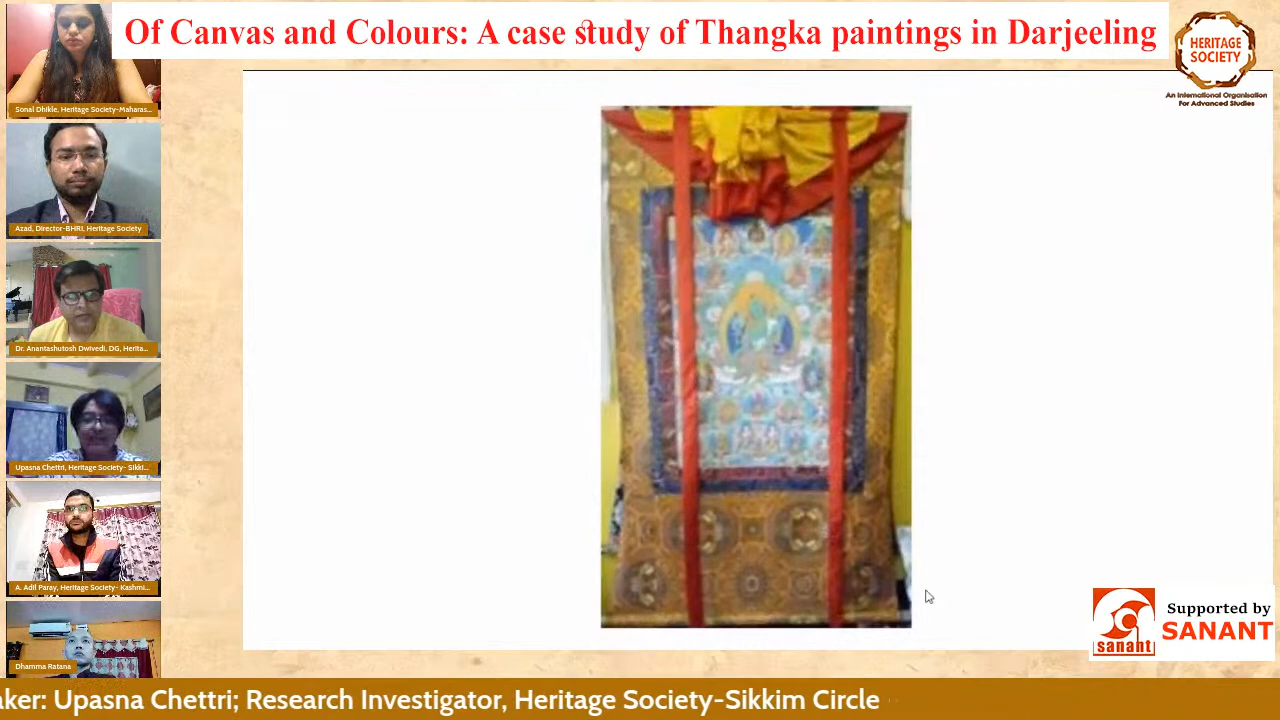 Of Canvas and Colours: A case study of Thangka paintings in Darjeeling
HERITAGE
SOCIETY
An International Organisation
For Advanced Studies
Sonal Dhikle, Heritage Society-Maharas...
Azad, Director-BHRI, Heritage Society
Dr. Anantashutosh Dwivedi, DG, Herita...
Upasna Chettri, Heritage Society- Sikki...
A. Adil Paray, Heritage Society- Kashmi...
Dhamma Ratana
sanant
Supported by
SANANT
aker: Upasna Chettri; Research Investigator, Heritage Society-Sikkim Circle